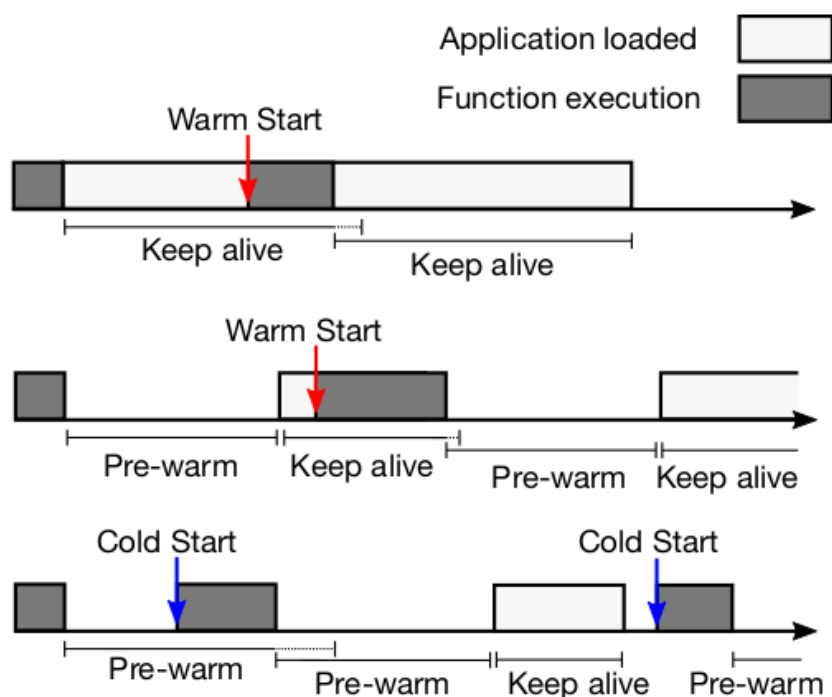 Application loaded
Function execution
Warm Start
Keep alive
Keep alive
Warm Start
Pre-warm
Keep alive
Pre-warm
Keep alive
Cold Start
Cold Start
Pre-warm
Pre-warm
Keep alive
Pre-warm